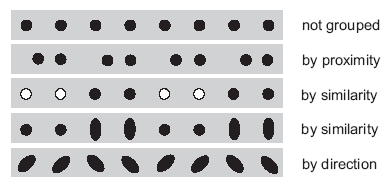 not grouped
by proximity
by similarity
by similarity
by direction